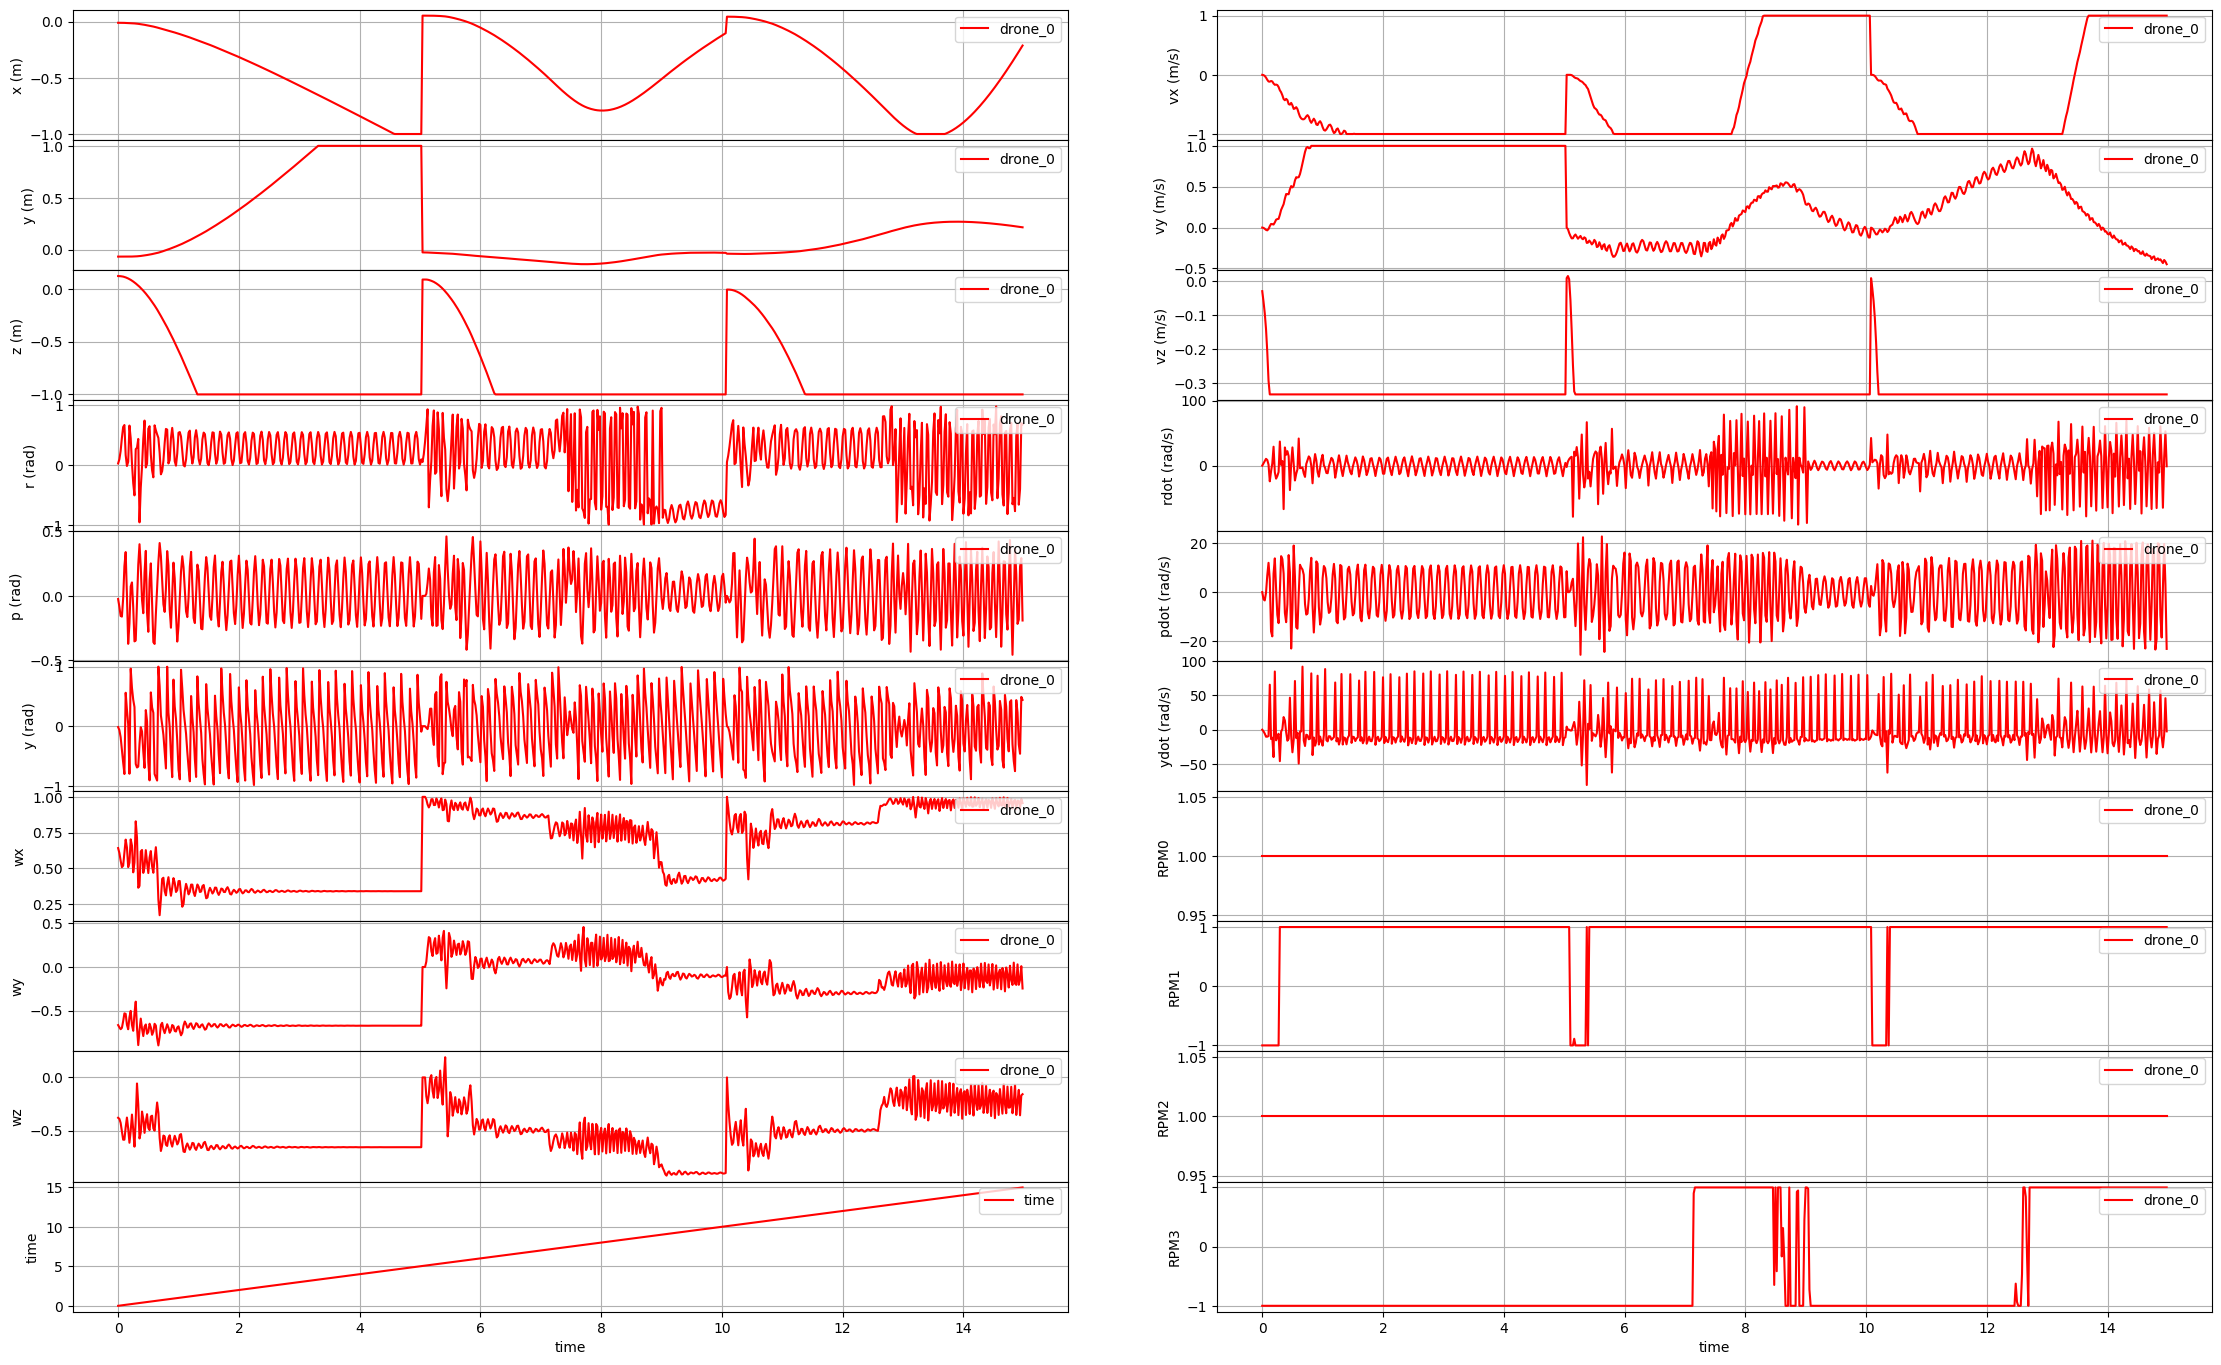 0.0
−0.5
−1.0
x (m)
drone_0
1.0
0.5
0.0
y (m)
drone_0
0.0
−0.5
−1.0
z (m)
drone_0
1
0
−1
r (rad)
drone_0
0.5
0.0
−0.5
p (rad)
drone_0
1
0
−1
y (rad)
drone_0
1.00
0.75
0.50
0.25
wx
drone_0
0.5
0.0
−0.5
wy
drone_0
0.0
−0.5
wz
drone_0
15
10
5
0
time
time
0 2 4 6 8 10 12 14
time
1
0
−1
vx (m/s)
drone_0
1.0
0.5
0.0
−0.5
vy (m/s)
drone_0
0.0
−0.1
−0.2
−0.3
vz (m/s)
drone_0
100
0
rdot (rad/s)
drone_0
20
0
−20
pdot (rad/s)
drone_0
100
50
0
−50
ydot (rad/s)
drone_0
1.05
1.00
0.95
RPM0
drone_0
1
0
−1
RPM1
drone_0
1.05
1.00
0.95
RPM2
drone_0
1
0
−1
RPM3
drone_0
0 2 4 6 8 10 12 14
time